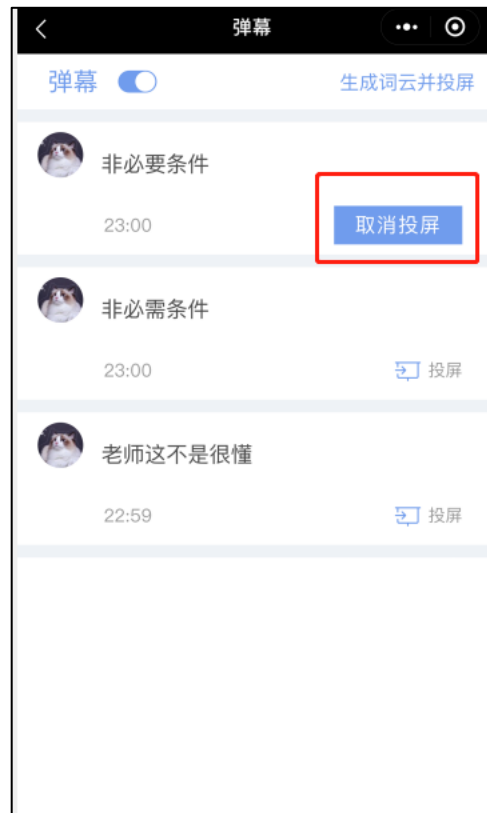 弹幕
弹幕 生成词云并投屏
非必要条件
23:00 取消投屏
非必需条件
23:00 投屏
老师这不是很懂
22:59 投屏